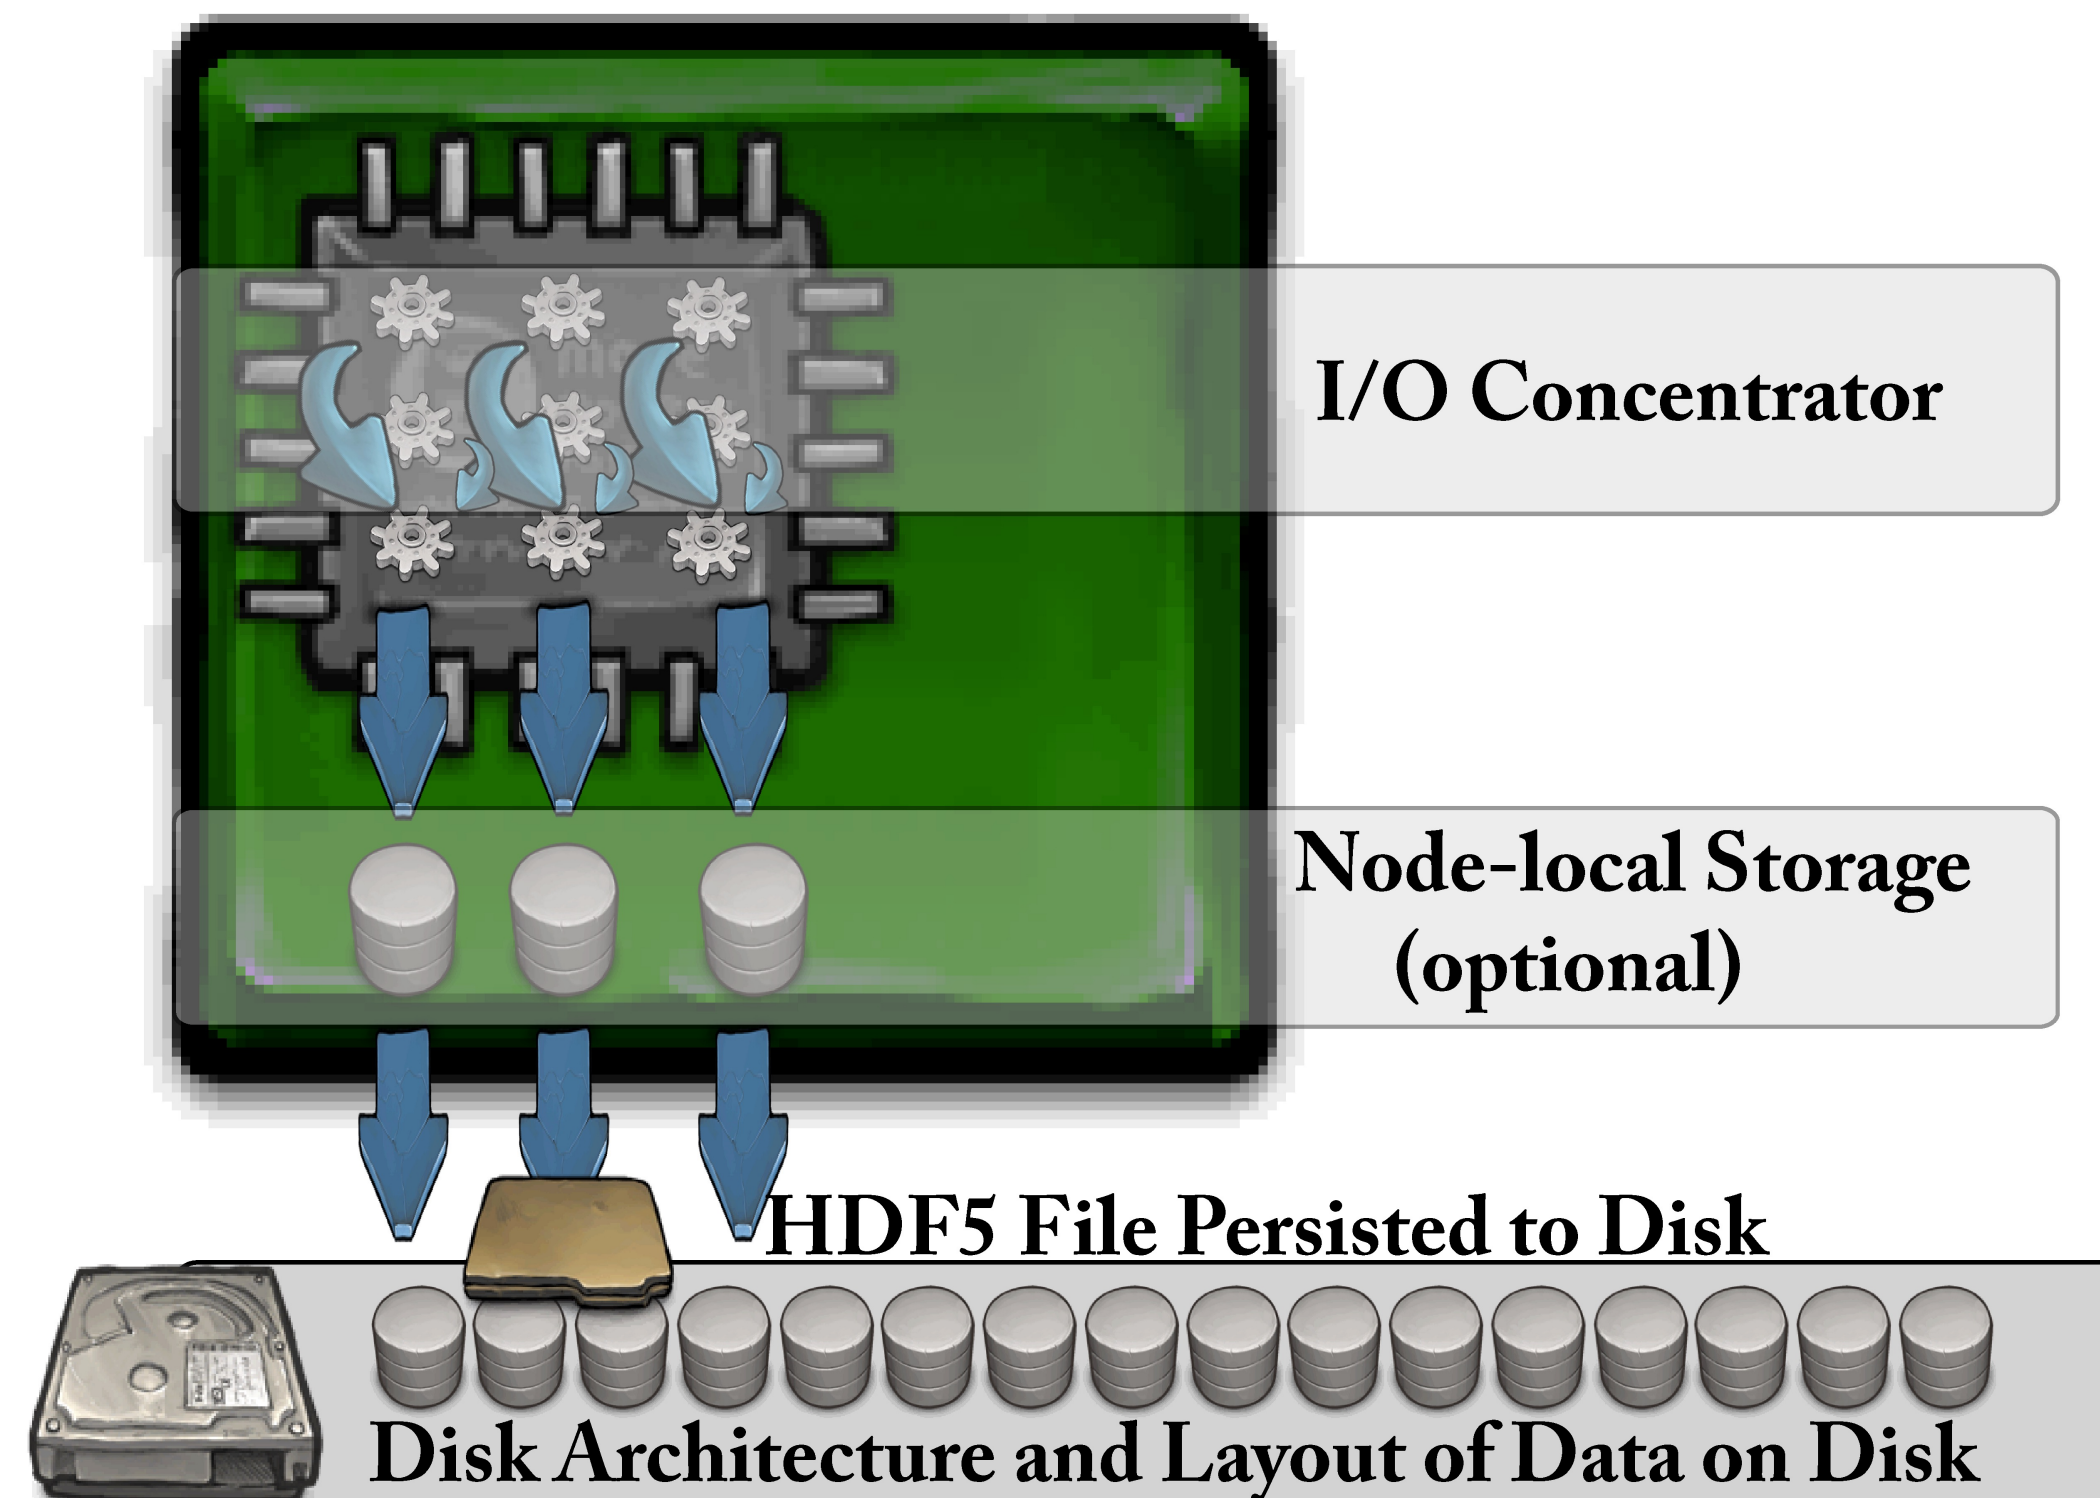 I/O Concentrator
Node-local Storage
(optional)
HDF5 File Persisted to Disk
Disk Architecture and Layout of Data on Disk